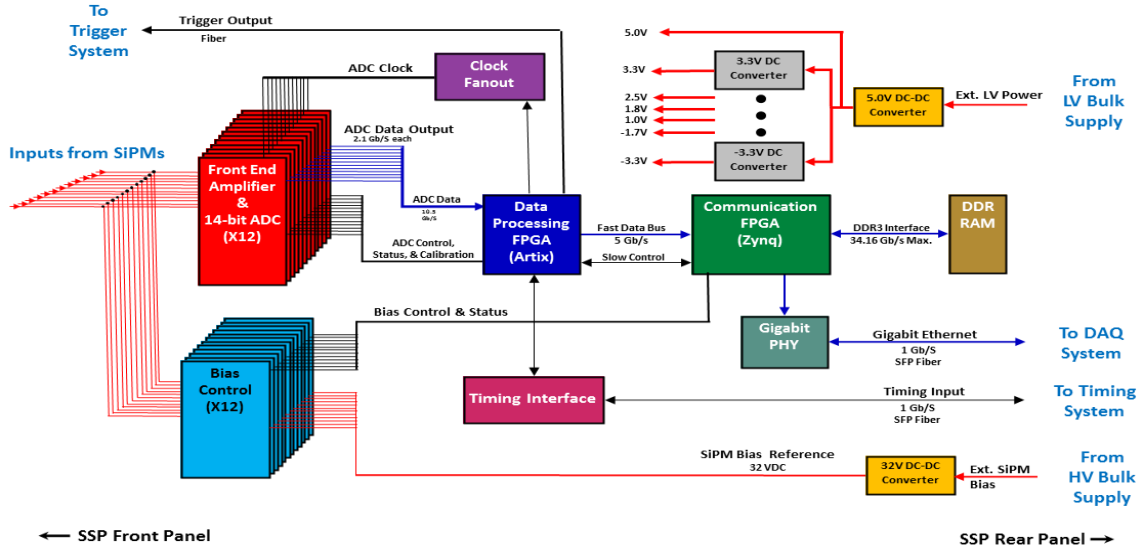 To
Trigger
System
Trigger Output
Fiber
ADC Clock
Clock
Fanout
5.0V
3.3V
2.5V
1.8V
1.0V
-1.7V
-3.3V
3.3V DC
Converter
-3.3V DC
Converter
5.0V DC-DC
Converter
Ext. LV Power
From
LV Bulk
Supply
Inputs from SiPMs
ADC Data Output
2.1 Gb/S each
Front End
Amplifier
&
14-bit ADC
(X12)
ADC Data
10.5
Gb/S
ADC Control,
Status, & Calibration
Data
Processing
FPGA
(Artix)
Fast Data Bus
5 Gb/s
Slow Control
Communication
FPGA
(Zynq)
DDR3 Interface
34.16 Gb/s Max.
DDR
RAM
Bias Control & Status
Gigabit
PHY
Gigabit Ethernet
1 Gb/S
SFP Fiber
To DAQ
System
Bias
Control
(X12)
Timing Interface
Timing Input
1 Gb/S
SFP Fiber
To Timing
System
SiPM Bias Reference
32 VDC
32V DC-DC
Converter
Ext. SiPM
Bias
From
HV Bulk
Supply
SSP Front Panel
SSP Rear Panel